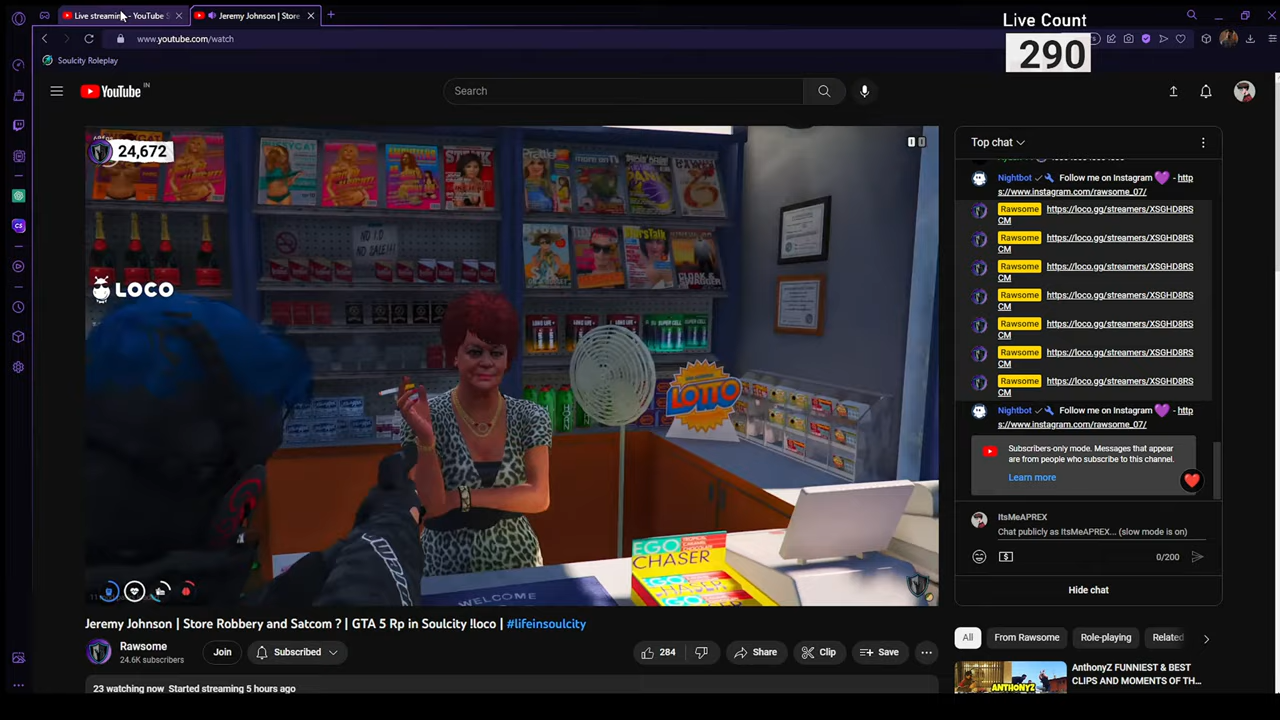 Live streaming - YouTube S
Jeremy Johnson | Store
Live Count
290
www.youtube.com/watch
Soulcity Roleplay
YouTube IN
Search
24,672
NO I.D
NO SALE!!
LOCO
LOTTO
EGO
CHASER
WELCOME
Top chat
Nightbot Follow me on Instagram 💜 - http
s://www.instagram.com/rawsome_07/
Rawsome https://loco.gg/streamers/XSGHD8RS
CM
Rawsome https://loco.gg/streamers/XSGHD8RS
CM
Rawsome https://loco.gg/streamers/XSGHD8RS
CM
Rawsome https://loco.gg/streamers/XSGHD8RS
CM
Rawsome https://loco.gg/streamers/XSGHD8RS
CM
Rawsome https://loco.gg/streamers/XSGHD8RS
CM
Rawsome https://loco.gg/streamers/XSGHD8RS
CM
Nightbot Follow me on Instagram 💜 - http
s://www.instagram.com/rawsome_07/
Subscribers-only mode. Messages that appear
are from people who subscribe to this channel.
Learn more
ItsMeAPREX
Chat publicly as ItsMeAPREX... (slow mode is on)
0/200
Hide chat
Jeremy Johnson | Store Robbery and Satcom ? | GTA 5 Rp in Soulcity !loco | #lifeinsoulcity
Rawsome
24.6K subscribers
Join
Subscribed
284
Share
Clip
Save
23 watching now Started streaming 5 hours ago
All
From Rawsome
Role-playing
Related
AnthonyZ FUNNIEST & BEST
CLIPS AND MOMENTS OF TH...
ANTHONYZ